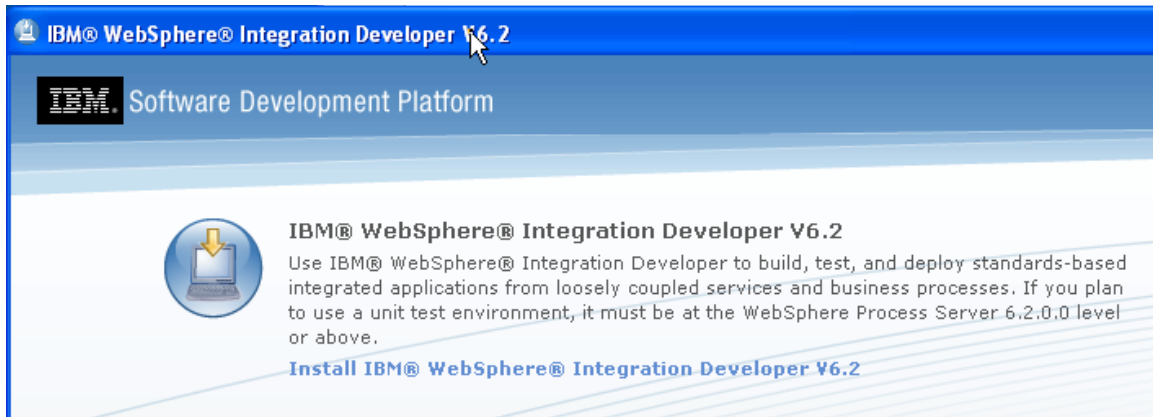 IBM® WebSphere® Integration Developer V6.2
IBM. Software Development Platform
IBM® WebSphere® Integration Developer V6.2
Use IBM® WebSphere® Integration Developer to build, test, and deploy standards-based
integrated applications from loosely coupled services and business processes. If you plan
to use a unit test environment, it must be at the WebSphere Process Server 6.2.0.0 level
or above.
Install IBM® WebSphere® Integration Developer V6.2